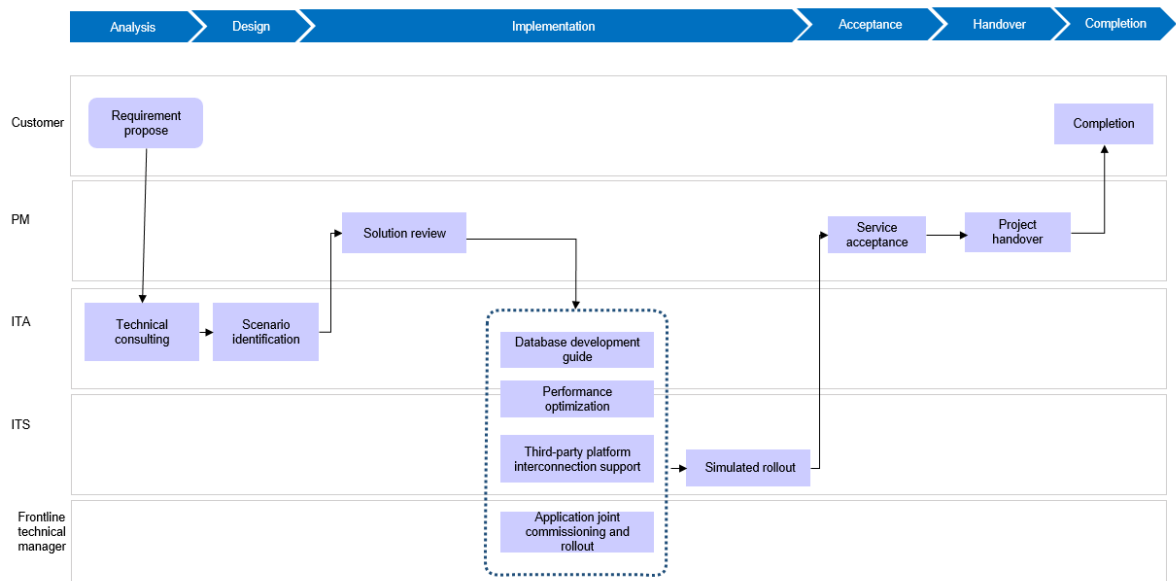 Analysis
Design
Implementation
Acceptance
Handover
Completion
Customer
Requirement
propose
Completion
PM
Solution review
Service
acceptance
Project
handover
ITA
Technical
consulting
Scenario
identification
Database development
guide
Performance
optimization
ITS
Third-party platform
interconnection support
Simulated rollout
Frontline
technical
manager
Application joint
commissioning and
rollout